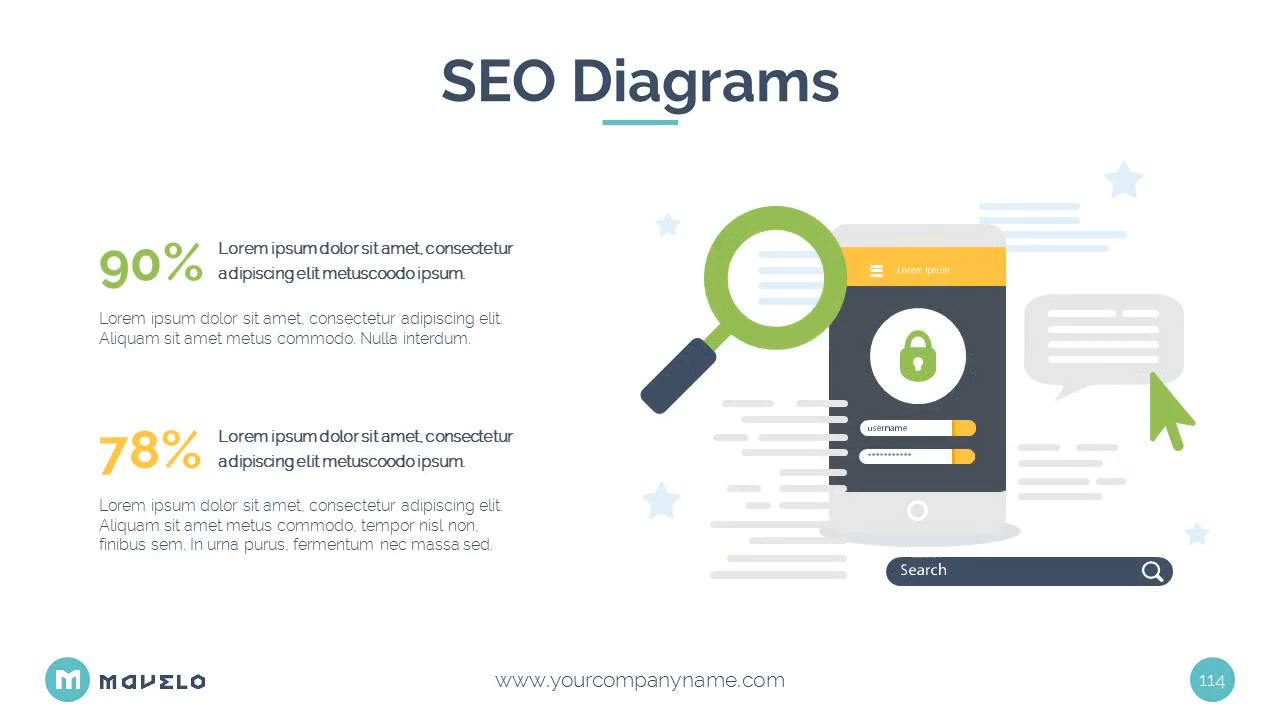 SEO Diagrams
90%
Lorem ipsum dolor sit amet, consectetur
adipiscing elit metuscoodo ipsum.
Lorem ipsum dolor sit amet, consectetur adipiscing elit.
Aliquam sit amet metus commodo. Nulla interdum.
78%
Lorem ipsum dolor sit amet, consectetur
adipiscing elit metuscoodo ipsum.
Lorem ipsum dolor sit amet, consectetur adipiscing elit.
Aliquam sit amet metus commodo, tempor nisl non,
finibus sem. In urna purus, fermentum nec massa sed.
Lorem Ipsum
username
***********
Search
M MAVELO
www.yourcompanyname.com
114